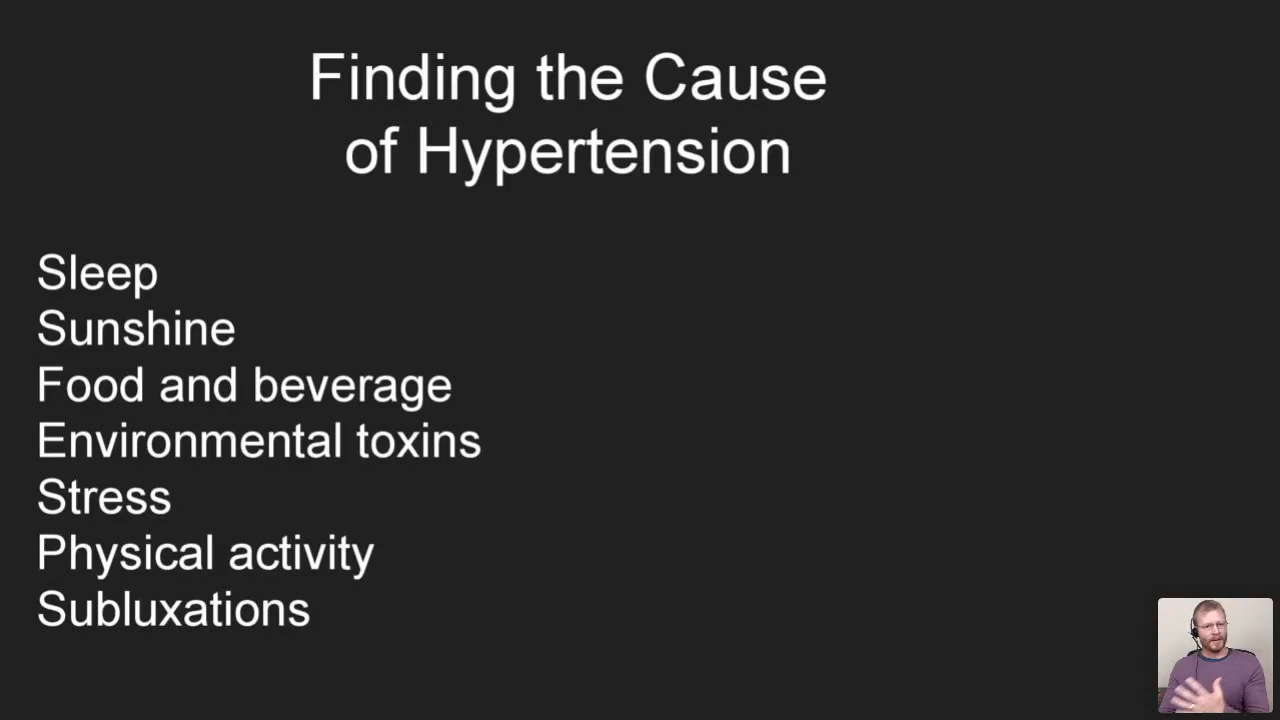 Finding the Cause
of Hypertension
Sleep
Sunshine
Food and beverage
Environmental toxins
Stress
Physical activity
Subluxations